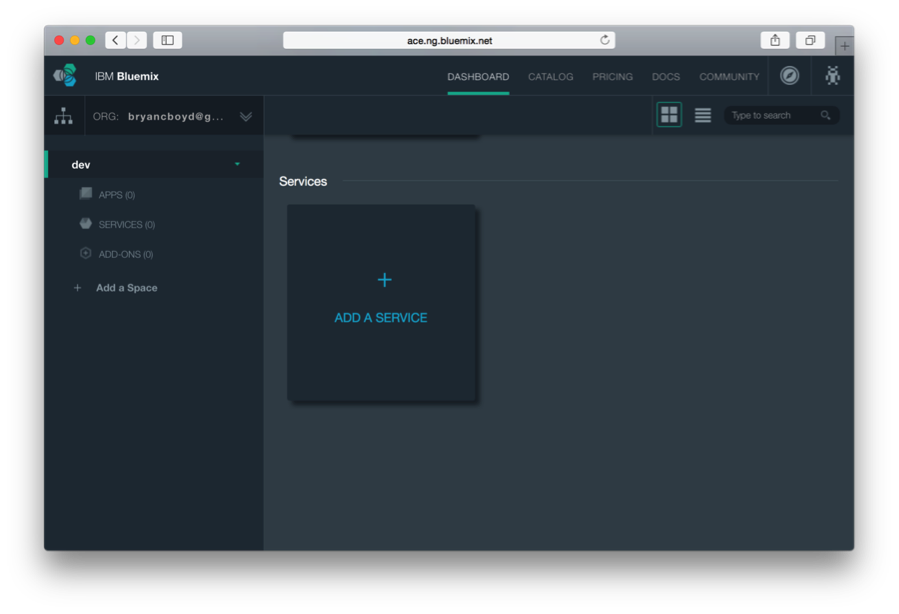 ace.ng.bluemix.net
IBM Bluemix
DASHBOARD CATALOG PRICING DOCS COMMUNITY
ORG: bryancboyd@g...
Type to search
dev
APPS (0)
SERVICES (0)
ADD-ONS (0)
+ Add a Space
Services
+
ADD A SERVICE